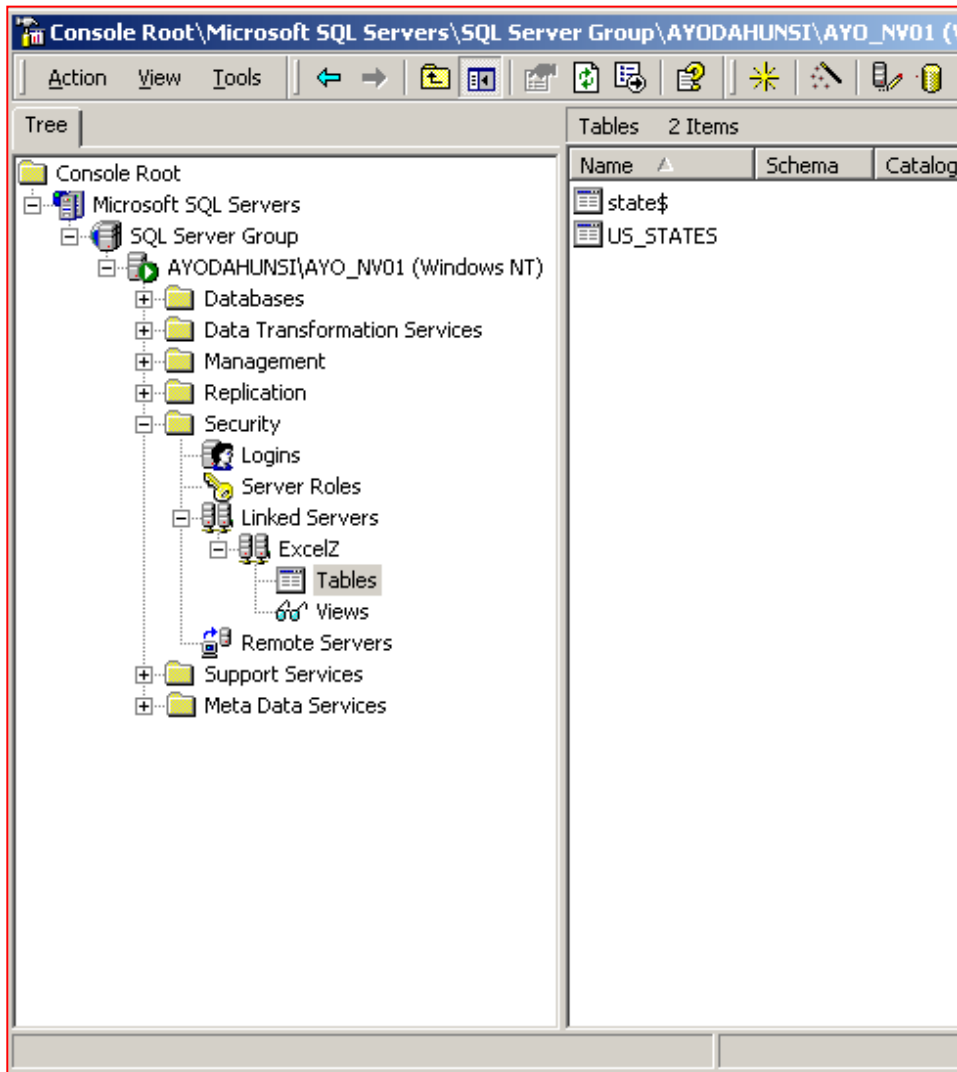 Console Root\Microsoft SQL Servers\SQL Server Group\AYODAHUNSI\AYO_NV01 (
Action View Tools
Tree
Tables 2 Items
Name Schema Catalog
Console Root
Microsoft SQL Servers
SQL Server Group
AYODAHUNSI\AYO_NV01 (Windows NT)
Databases
Data Transformation Services
Management
Replication
Security
Logins
Server Roles
Linked Servers
ExcelZ
Tables
Views
Remote Servers
Support Services
Meta Data Services
state$
US_STATES